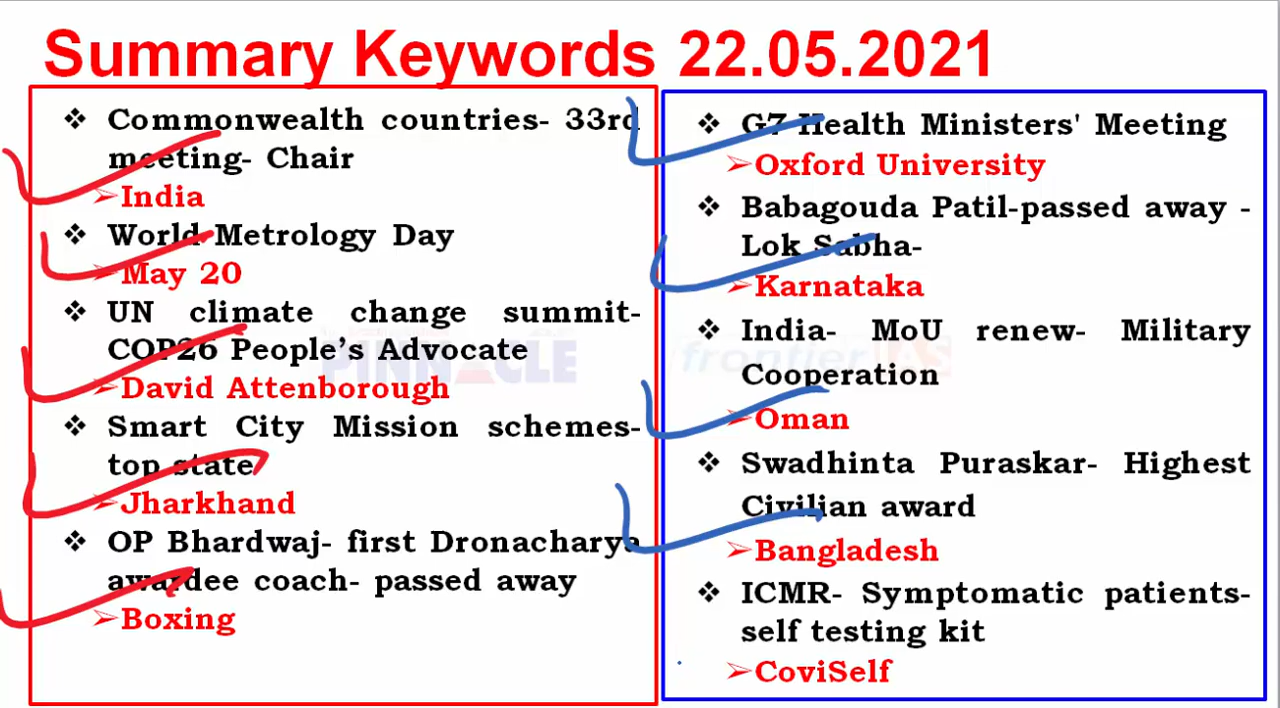 Summary Keywords 22.05.2021
❖ Commonwealth countries- 33rd
meeting- Chair
➢India
❖ World Metrology Day
➢May 20
❖ UN climate change summit-
COP26 People’s Advocate
➢David Attenborough
❖ Smart City Mission schemes-
top state
➢Jharkhand
❖ OP Bhardwaj- first Dronacharya
awardee coach- passed away
➢Boxing
❖ G7 Health Ministers' Meeting
➢Oxford University
❖ Babagouda Patil-passed away -
Lok Sabha-
➢Karnataka
❖ India- MoU renew- Military
Cooperation
➢Oman
❖ Swadhinta Puraskar- Highest
Civilian award
➢Bangladesh
❖ ICMR- Symptomatic patients-
self testing kit
➢CoviSelf
PINNACLE
frontier IAS